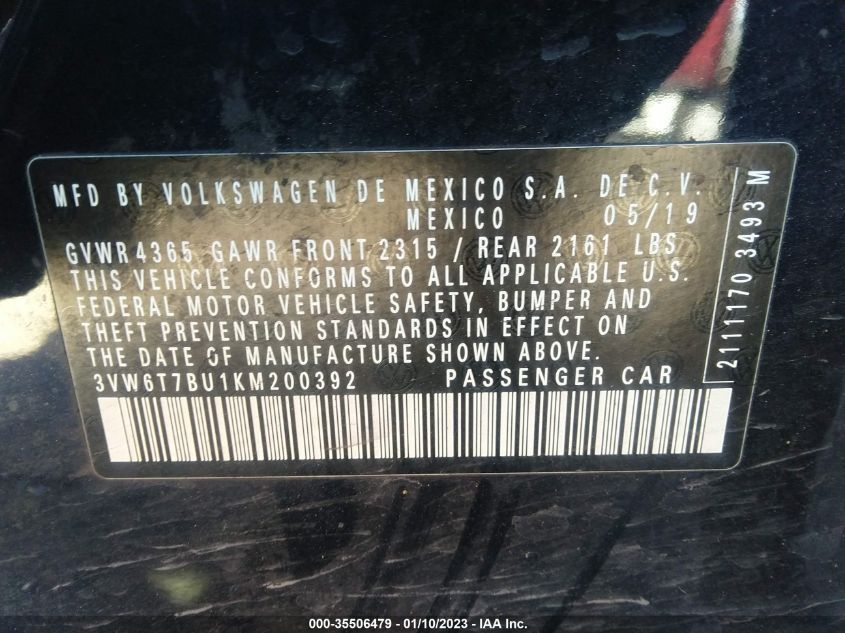 MFD BY VOLKSWAGEN DE MEXICO S.A. DE C.V.
MEXICO 05/19
GVWR 4365 GAWR FRONT 2315 / REAR 2161 LBS
THIS VEHICLE CONFORMS TO ALL APPLICABLE U.S.
FEDERAL MOTOR VEHICLE SAFETY, BUMPER AND
THEFT PREVENTION STANDARDS IN EFFECT ON
THE DATE OF MANUFACTURE SHOWN ABOVE.
3VW6T7BU1KM200392 PASSENGER CAR
2111170 3493 M
000-35506479 - 01/10/2023 - IAA Inc.